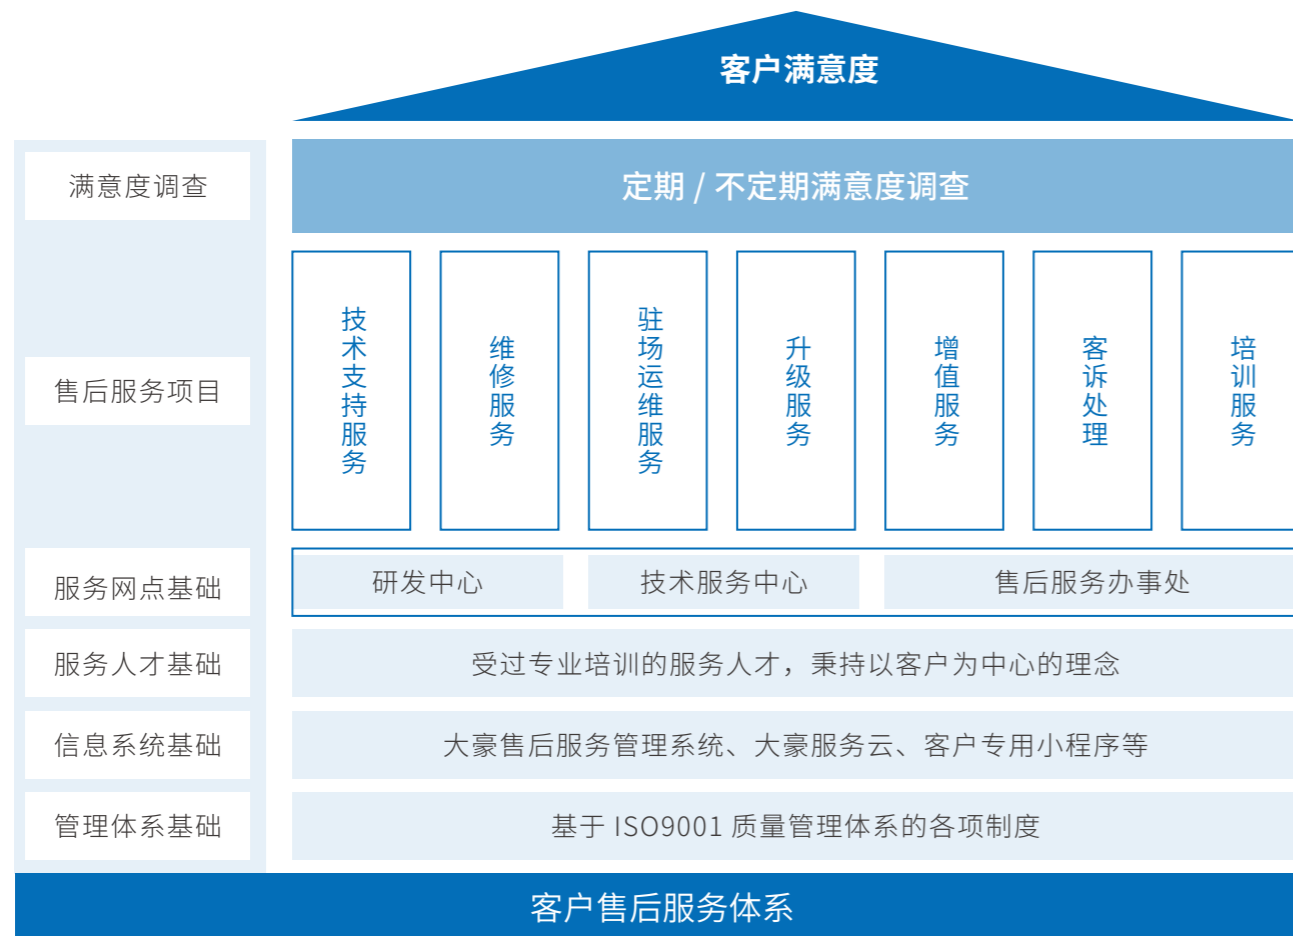 客户满意度
满意度调查
定期 / 不定期满意度调查
售后服务项目
技术支持服务
维修服务
驻场运维服务
升级服务
增值服务
客诉处理
培训服务
服务网点基础
研发中心
技术服务中心
售后服务办事处
服务人才基础
受过专业培训的服务人才，秉持以客户为中心的理念
信息系统基础
大豪售后服务管理系统、大豪服务云、客户专用小程序等
管理体系基础
基于 ISO9001 质量管理体系的各项制度
客户售后服务体系